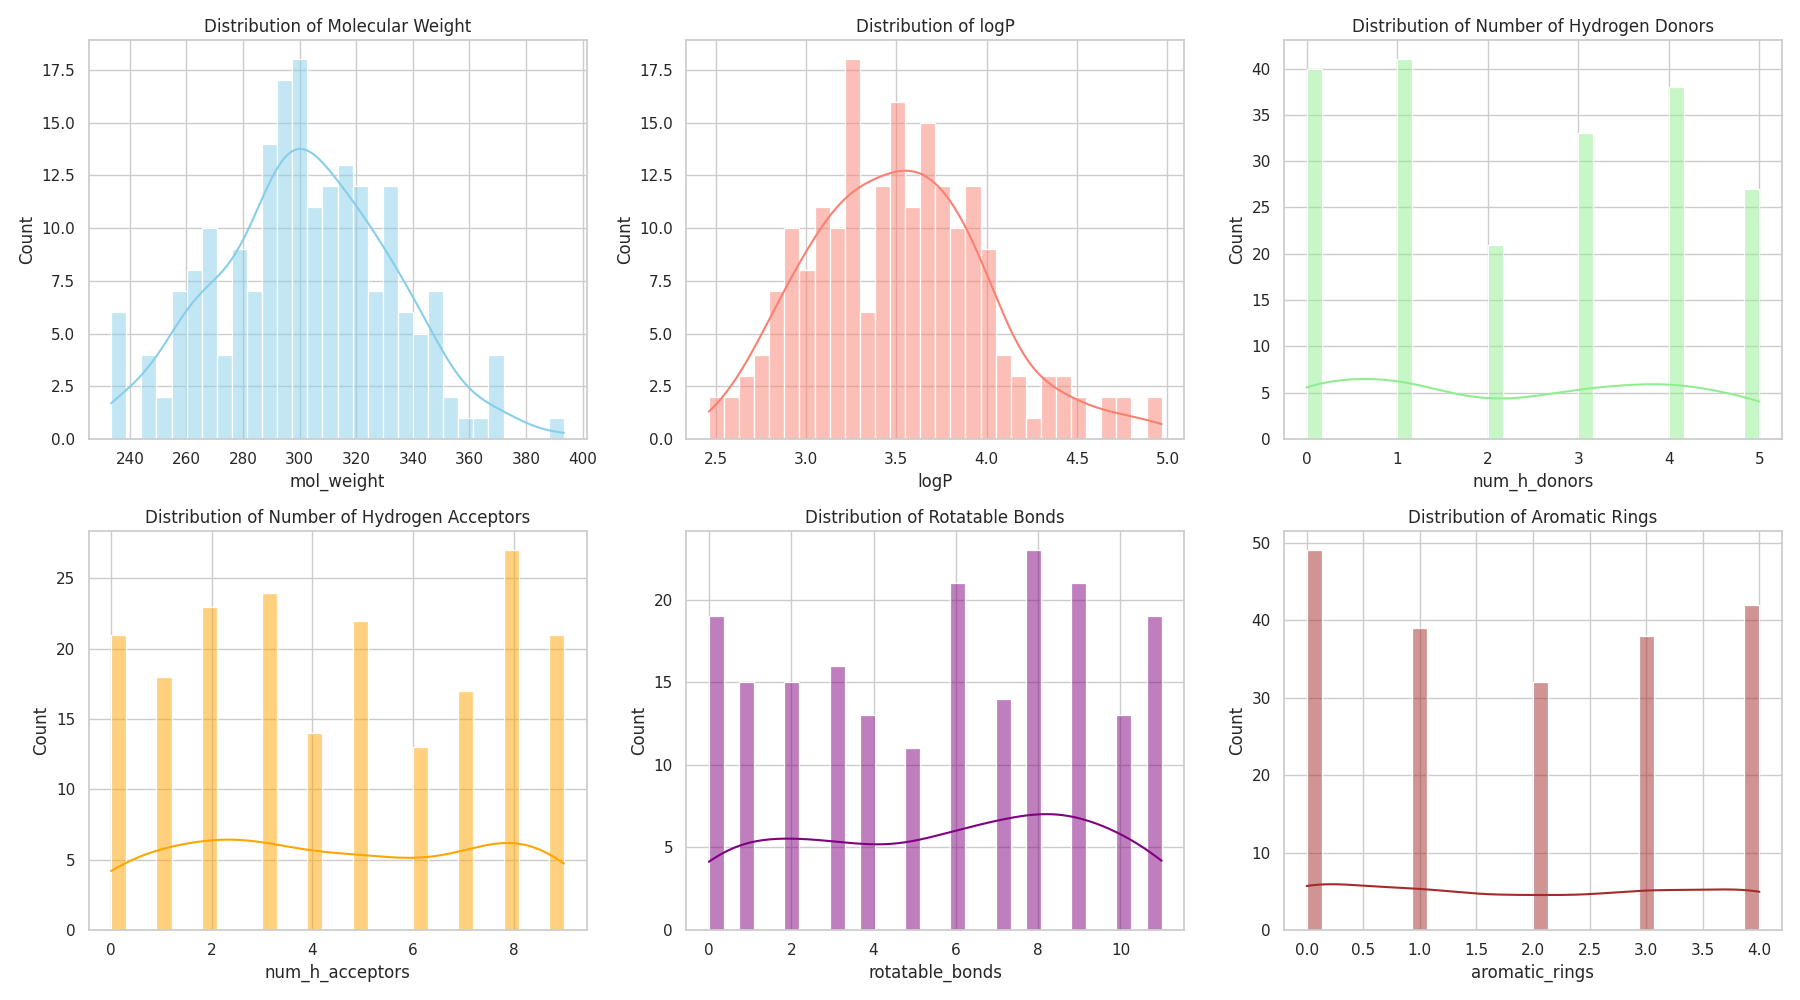 Distribution of Molecular Weight
17.5
15.0
12.5
10.0
7.5
5.0
2.5
0.0
Count
240 260 280 300 320 340 360 380 400
mol_weight
Distribution of logP
17.5
15.0
12.5
10.0
7.5
5.0
2.5
0.0
Count
2.5 3.0 3.5 4.0 4.5 5.0
logP
Distribution of Number of Hydrogen Donors
40
35
30
25
20
15
10
5
0
Count
0 1 2 3 4 5
num_h_donors
Distribution of Number of Hydrogen Acceptors
25
20
15
10
5
0
Count
0 2 4 6 8
num_h_acceptors
Distribution of Rotatable Bonds
20
15
10
5
0
Count
0 2 4 6 8 10
rotatable_bonds
Distribution of Aromatic Rings
50
40
30
20
10
0
Count
0.0 0.5 1.0 1.5 2.0 2.5 3.0 3.5 4.0
aromatic_rings